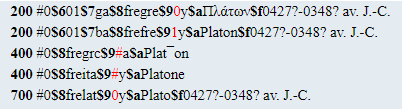 200 #0$601$7ga$8fregre$90y$aΠλάτων$f0427?-0348? av. J.-C.
200 #0$601$7ba$8frefre$91y$aPlaton$f0427?-0348? av. J.-C.
400 #0$8fregrc$9#a$aPlat¯on
400 #0$8freita$9#y$aPlatone
700 #0$8frelat$90y$aPlato$f0427?-0348? av. J.-C.